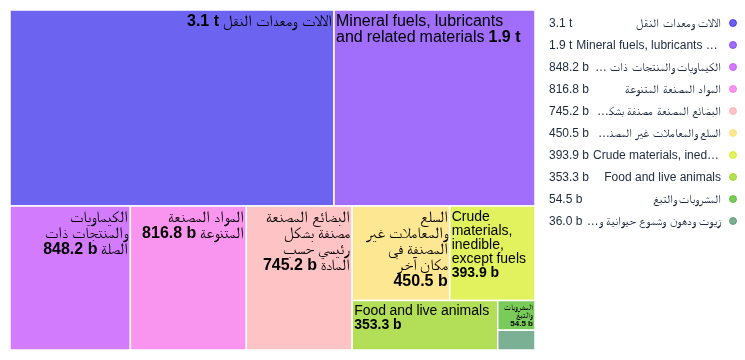 الالات ومعدات النقل 3.1 t
Mineral fuels, lubricants
and related materials 1.9 t
الكيماويات
والمنتجات ذات
الصلة 848.2 b
المواد المصنعة
المتنوعة 816.8 b
البضائع المصنعة
مصنفة بشكل
رئيسي حسب
المادة 745.2 b
السلع
والمعاملات غير
المصنفة في
مكان آخر
450.5 b
Crude
materials,
inedible,
except fuels
393.9 b
Food and live animals
353.3 b
المشروبات
والتبغ
54.5 b
3.1 t الالات ومعدات النقل
1.9 t Mineral fuels, lubricants ...
848.2 b الكيماويات والمنتجات ذات ...
816.8 b المواد المصنعة المتنوعة
745.2 b البضائع المصنعة مصنفة بشكـ...
450.5 b السلع والمعاملات غير المصنـ...
393.9 b Crude materials, ined...
353.3 b Food and live animals
54.5 b المشروبات والتبغ
36.0 b زيوت ودهون وشموع حيوانية و...